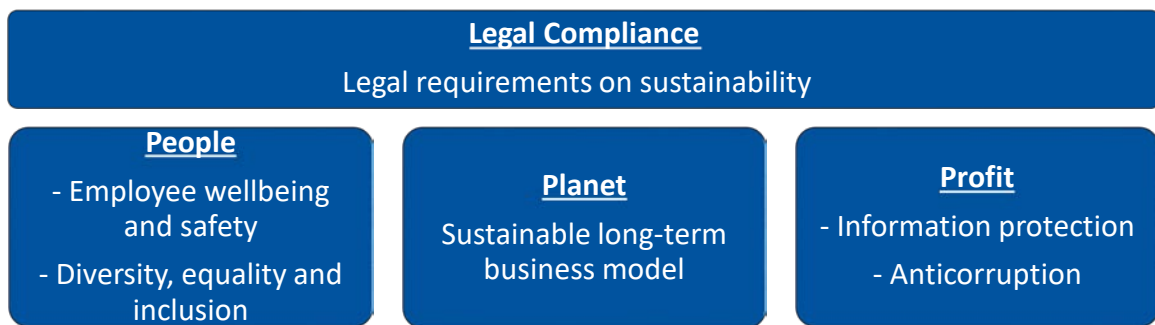 Legal Compliance
Legal requirements on sustainability
People
- Employee wellbeing
and safety
- Diversity, equality and
inclusion
Planet
Sustainable long-term
business model
Profit
- Information protection
- Anticorruption